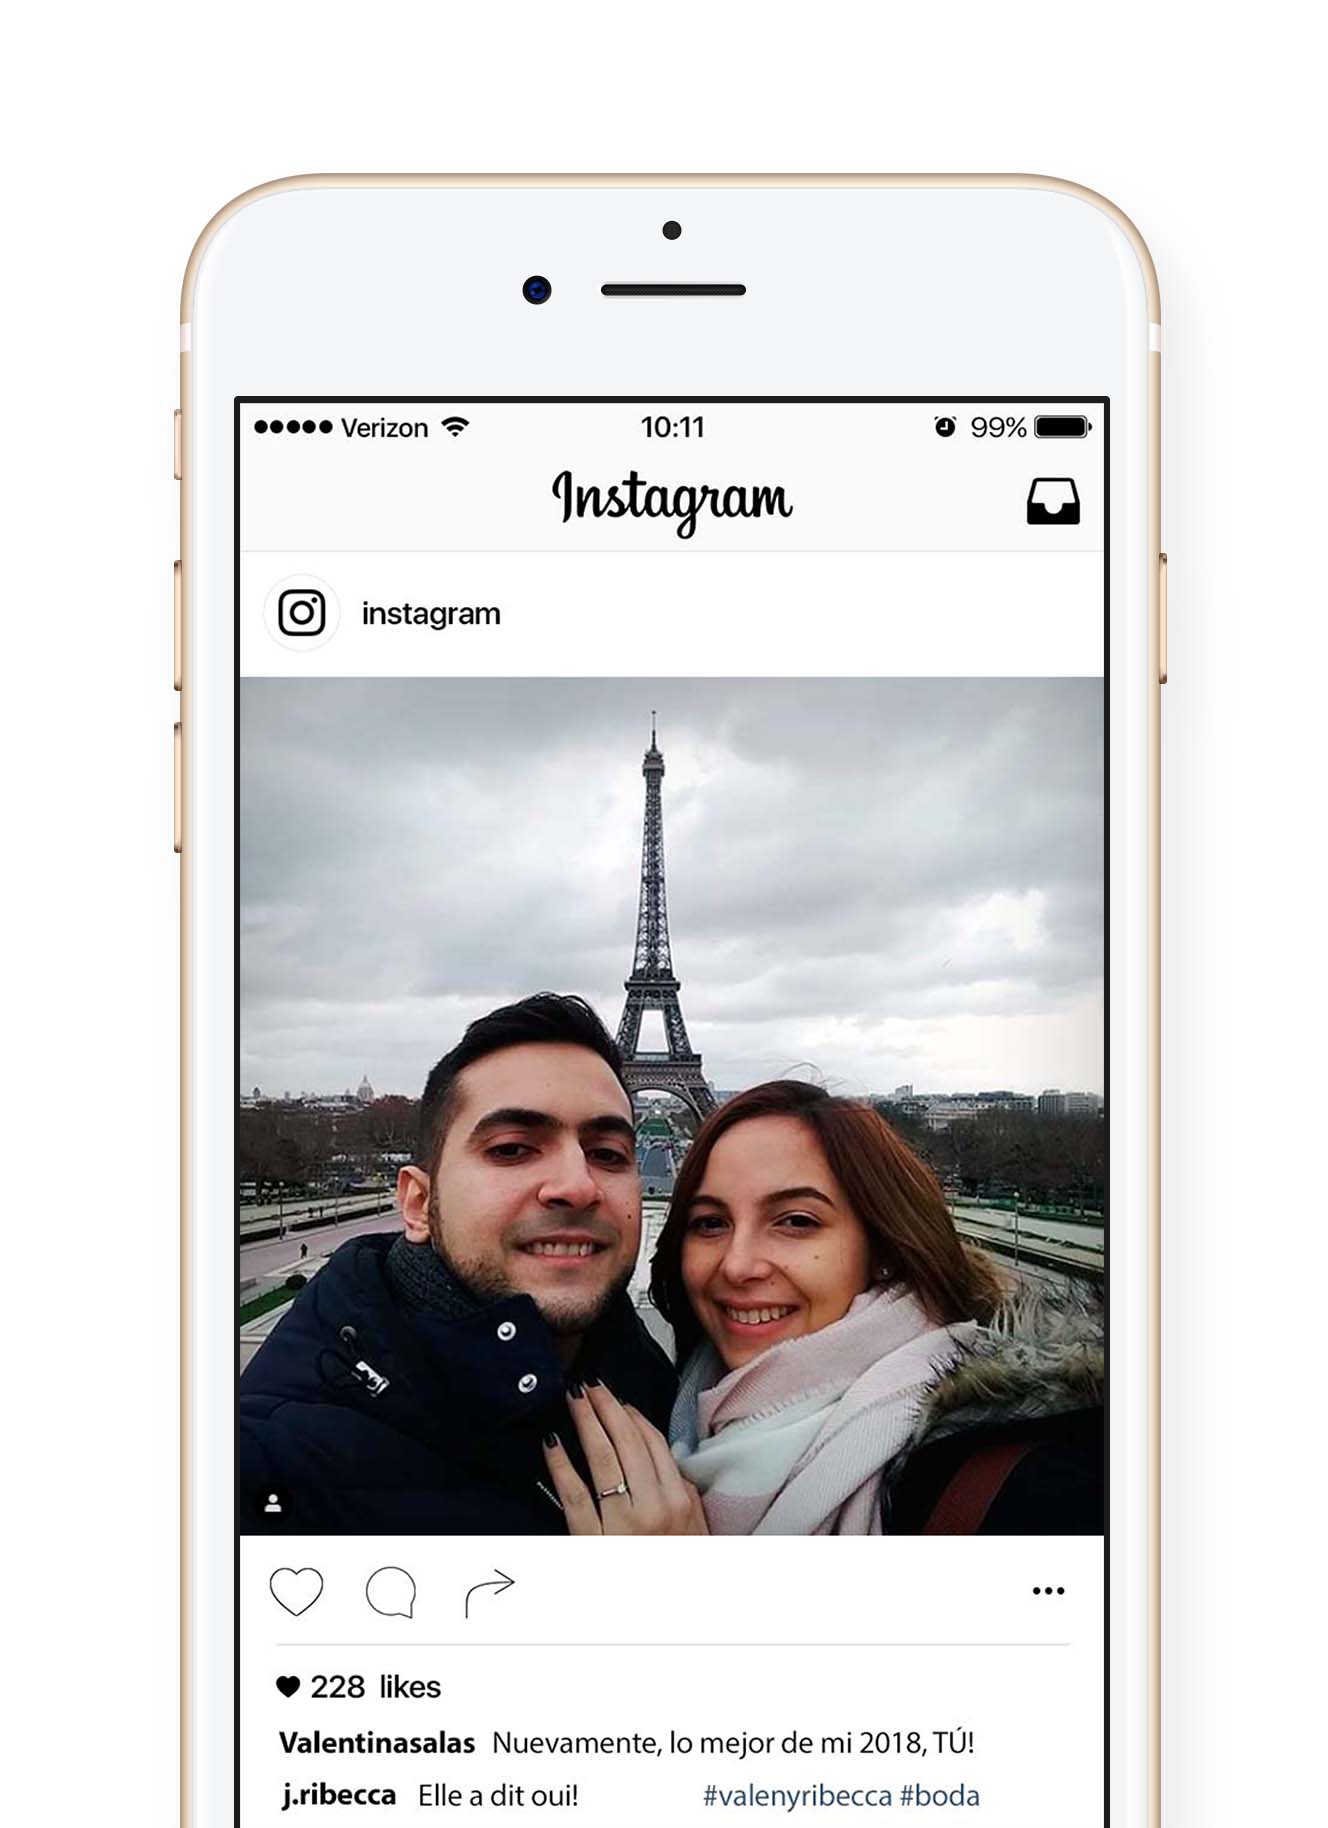 Verizon 10:11 99%
Instagram
instagram
228 likes
Valentinasalas Nuevamente, lo mejor de mi 2018, TÚ!
j.ribecca Elle a dit oui! #valenyribecca #boda